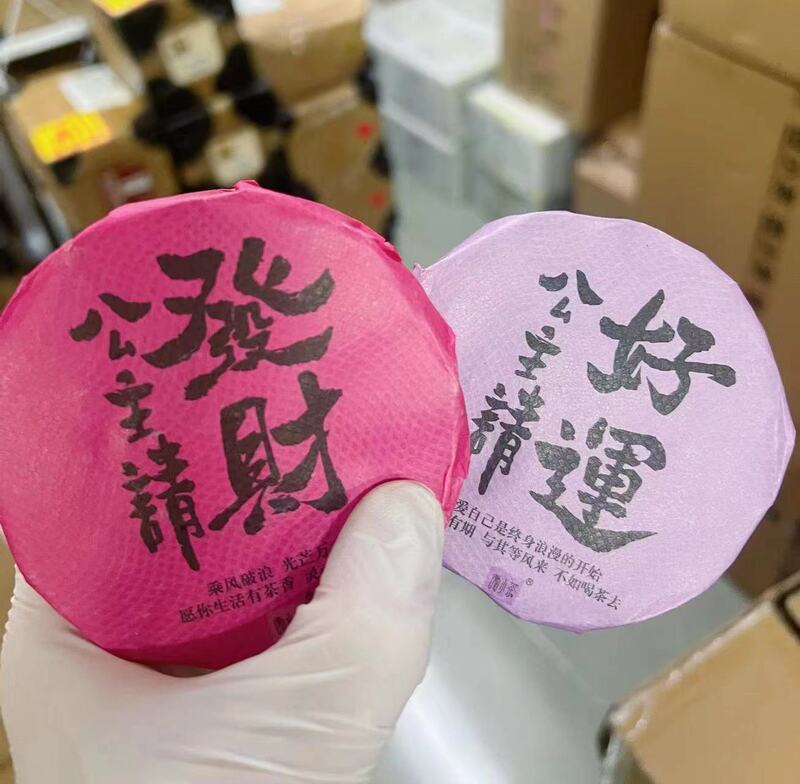 公主請
發財
乘风破浪 光芒万
愿你生活有茶香
公主請
好運
爱自己是终身浪漫的开始
有期 与其等风来 不如喝茶去